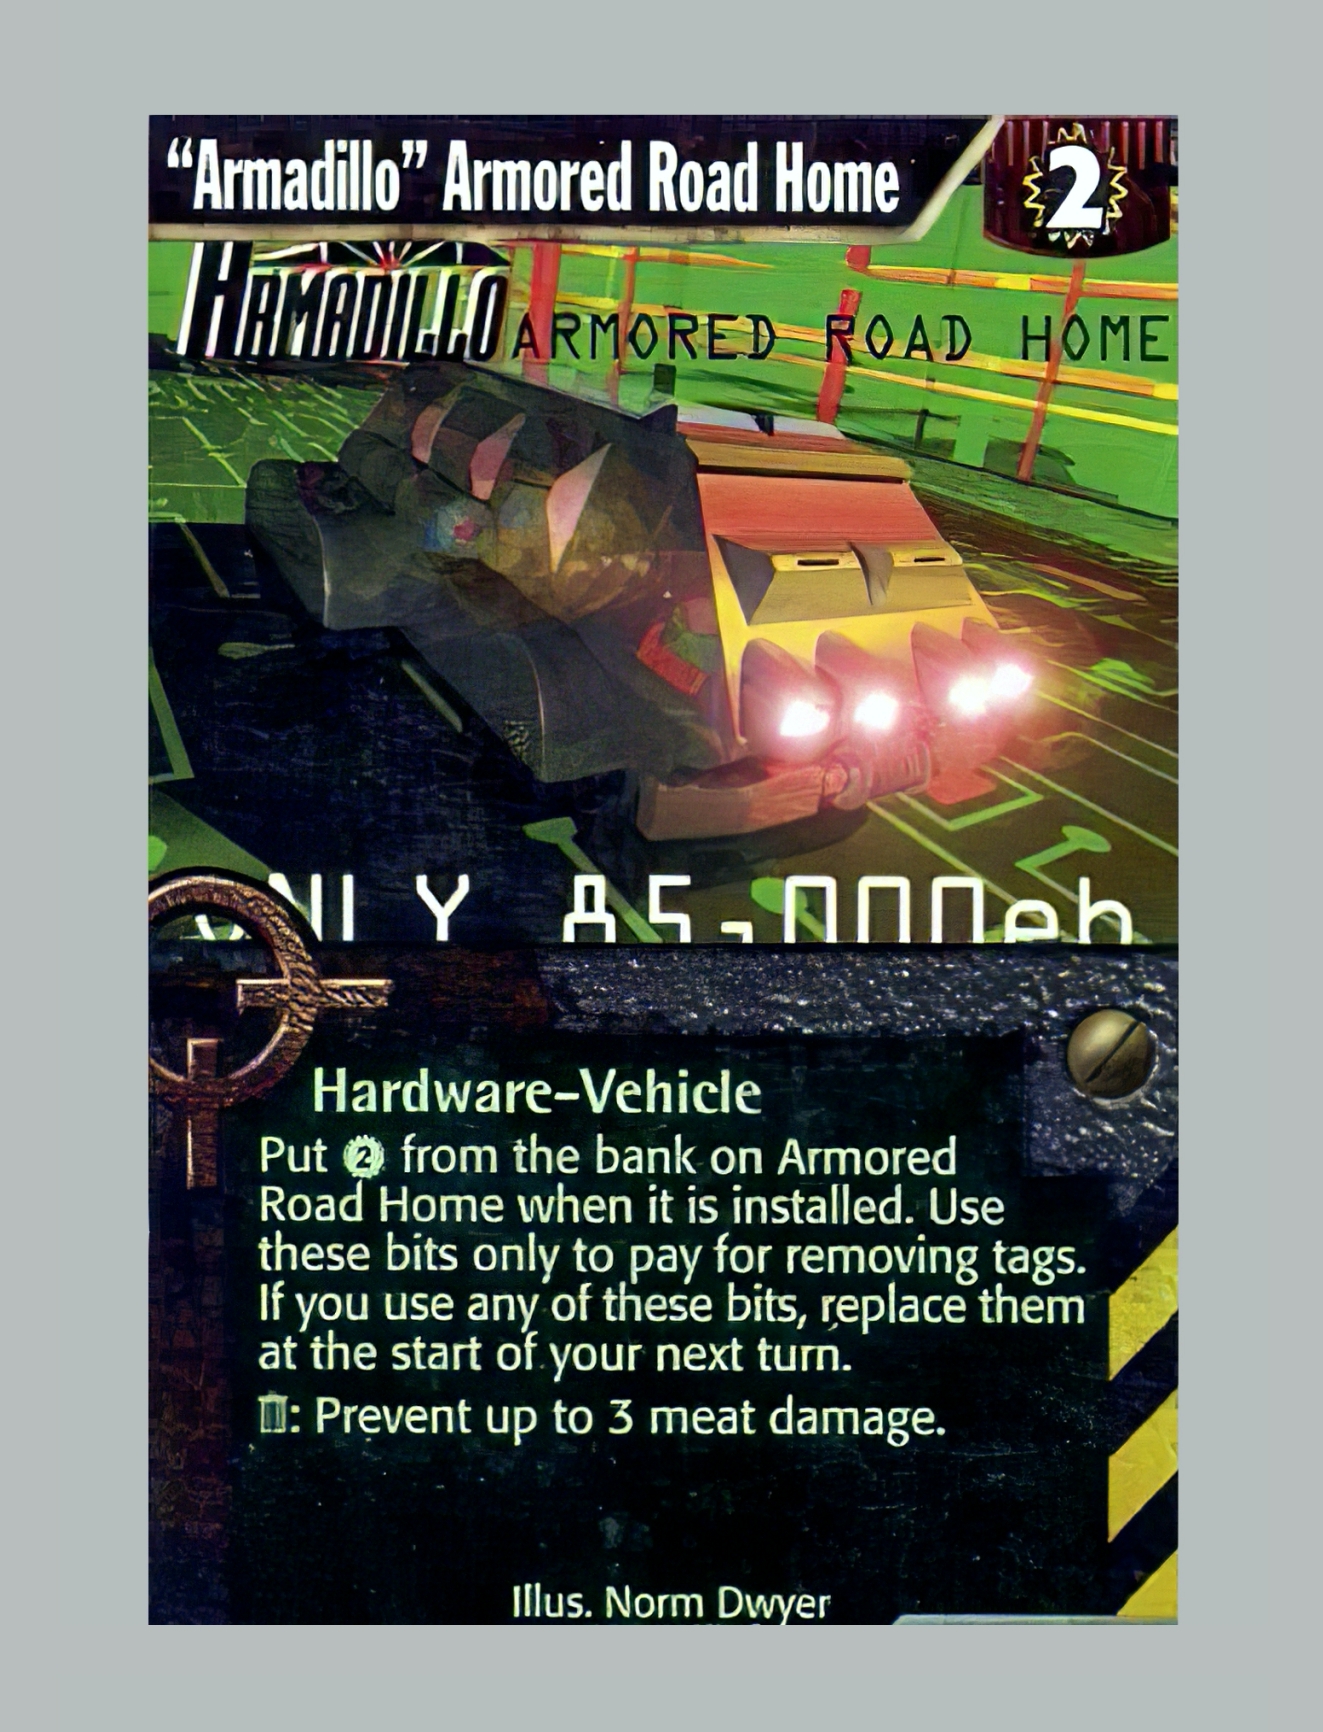 “Armadillo” Armored Road Home
2
ARMADILLO ARMORED ROAD HOME
ONLY 85,000eb
Hardware–Vehicle
Put 2 from the bank on Armored
Road Home when it is installed. Use
these bits only to pay for removing tags.
If you use any of these bits, replace them
at the start of your next turn.
: Prevent up to 3 meat damage.
Illus. Norm Dwyer